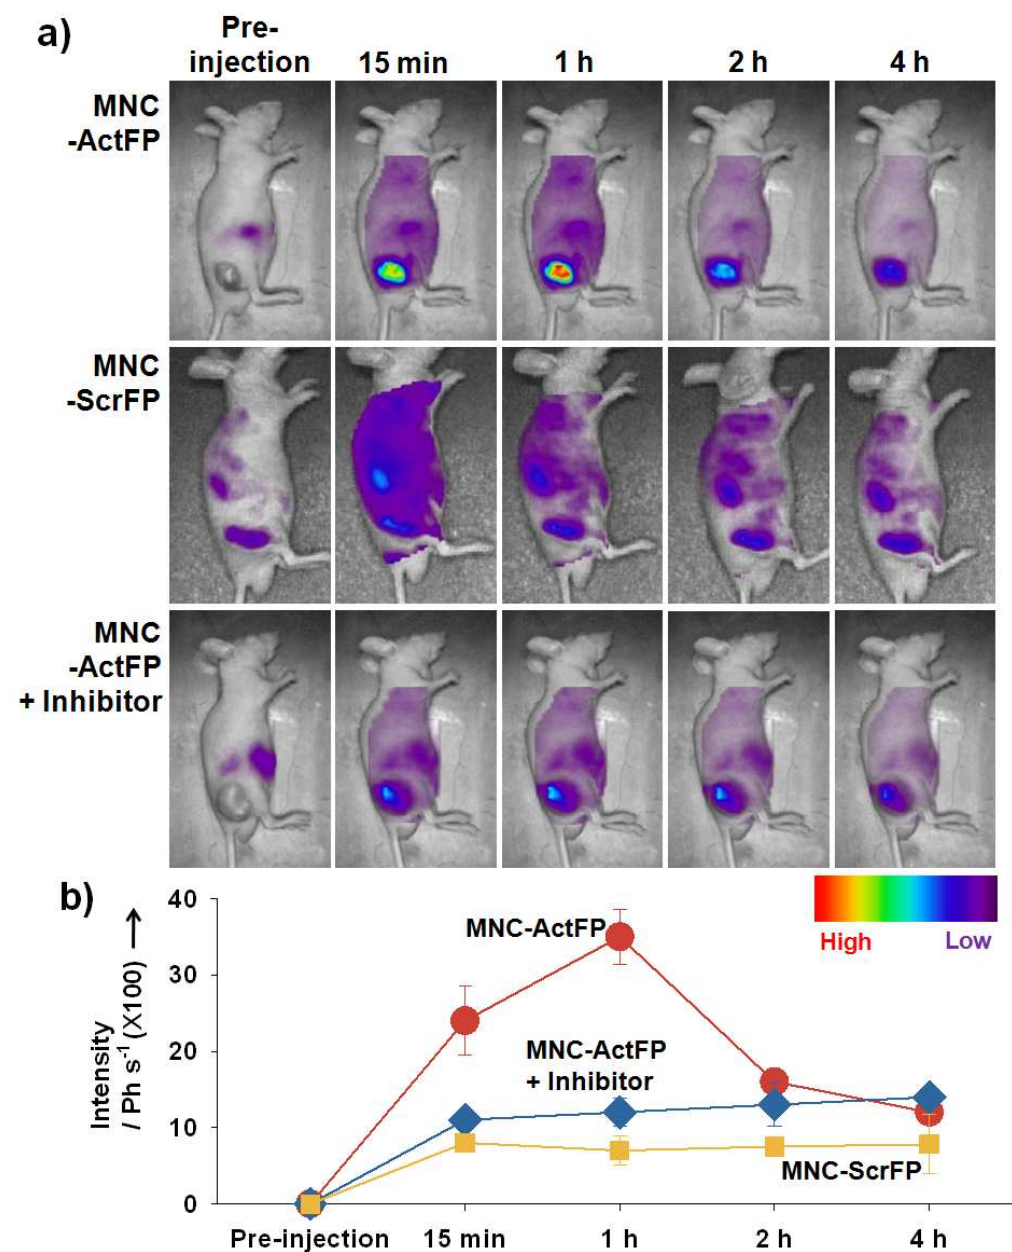 a)
Pre-
injection
15 min
1 h
2 h
4 h
MNC
-ActFP
MNC
-ScrFP
MNC
-ActFP
+ Inhibitor
High
Low
b)
Intensity
/ Ph s⁻¹ (X100) →
40
30
20
10
0
MNC-ActFP
MNC-ActFP
+ Inhibitor
MNC-ScrFP
Pre-injection
15 min
1 h
2 h
4 h